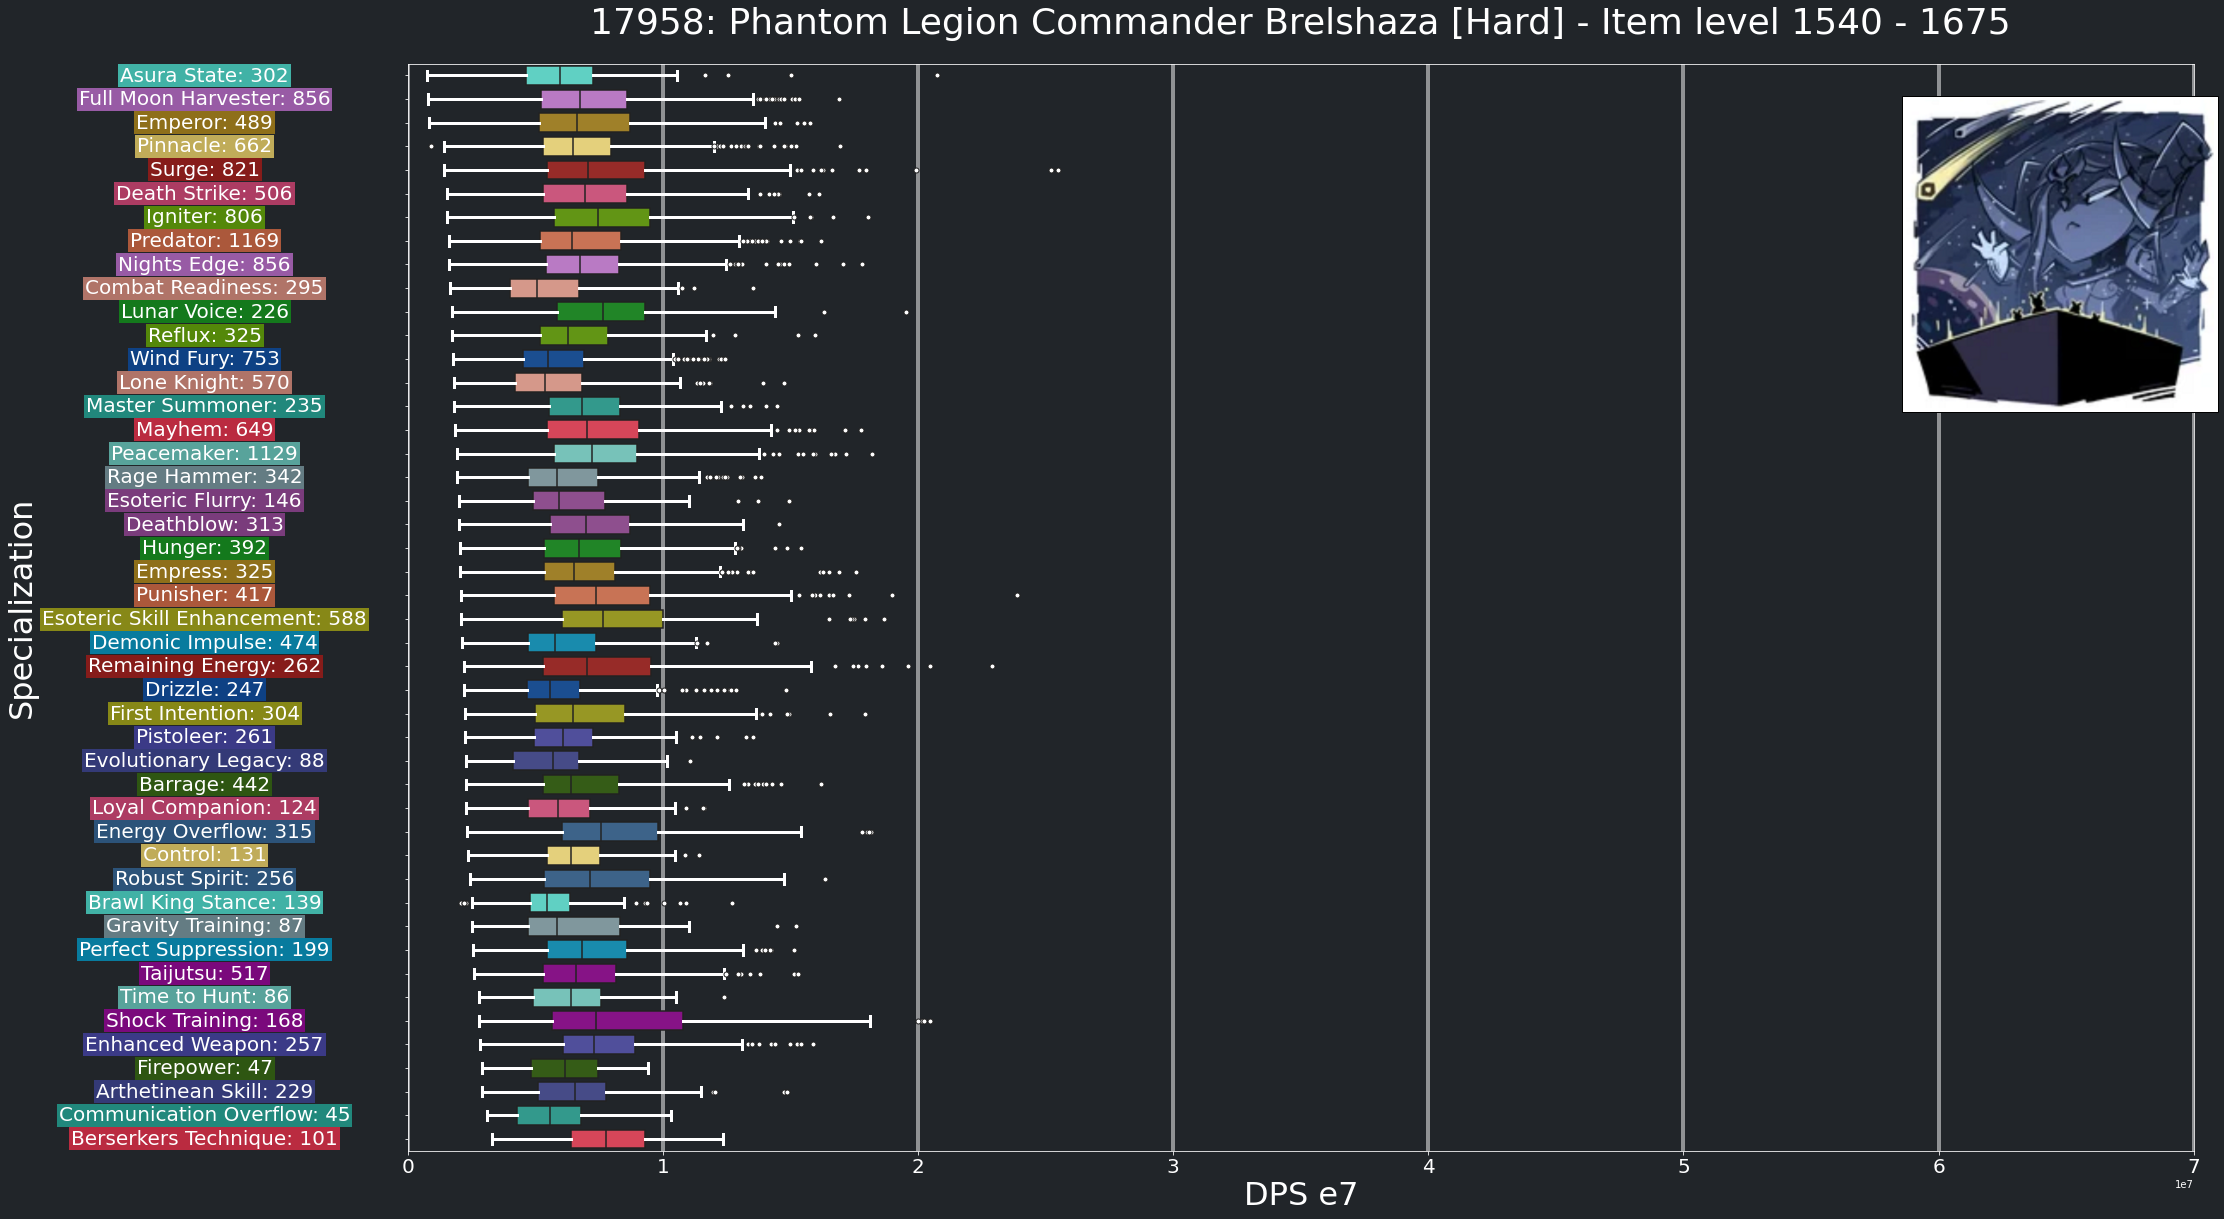 17958: Phantom Legion Commander Brelshaza [Hard] - Item level 1540 - 1675
Specialization
Asura State: 302
Full Moon Harvester: 856
Emperor: 489
Pinnacle: 662
Surge: 821
Death Strike: 506
Igniter: 806
Predator: 1169
Nights Edge: 856
Combat Readiness: 295
Lunar Voice: 226
Reflux: 325
Wind Fury: 753
Lone Knight: 570
Master Summoner: 235
Mayhem: 649
Peacemaker: 1129
Rage Hammer: 342
Esoteric Flurry: 146
Deathblow: 313
Hunger: 392
Empress: 325
Punisher: 417
Esoteric Skill Enhancement: 588
Demonic Impulse: 474
Remaining Energy: 262
Drizzle: 247
First Intention: 304
Pistoleer: 261
Evolutionary Legacy: 88
Barrage: 442
Loyal Companion: 124
Energy Overflow: 315
Control: 131
Robust Spirit: 256
Brawl King Stance: 139
Gravity Training: 87
Perfect Suppression: 199
Taijutsu: 517
Time to Hunt: 86
Shock Training: 168
Enhanced Weapon: 257
Firepower: 47
Arthetinean Skill: 229
Communication Overflow: 45
Berserkers Technique: 101
0 1 2 3 4 5 6 7
1e7
DPS e7